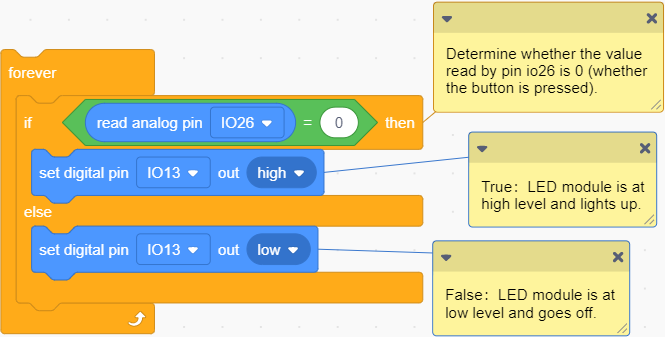 forever
if read analog pin IO26 = 0 then
set digital pin IO13 out high
else
set digital pin IO13 out low
Determine whether the value
read by pin io26 is 0 (whether
the button is pressed).
True：LED module is at
high level and lights up.
False：LED module is at
low level and goes off.